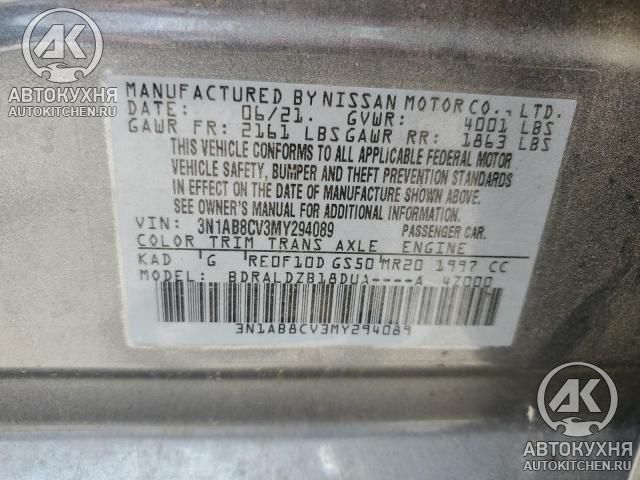 АК
АВТОКУХНЯ
AUTOKITCHEN.RU
MANUFACTURED BY NISSAN MOTOR CO., LTD.
DATE: 06/21. GVWR: 4001 LBS
GAWR FR: 2161 LBS GAWR RR: 1863 LBS
THIS VEHICLE CONFORMS TO ALL APPLICABLE FEDERAL MOTOR
VEHICLE SAFETY, BUMPER AND THEFT PREVENTION STANDARDS
IN EFFECT ON THE DATE OF MANUFACTURE SHOWN ABOVE.
SEE OWNER'S MANUAL FOR ADDITIONAL INFORMATION.
VIN: 3N1AB8CV3MY294089 PASSENGER CAR.
COLOR TRIM TRANS AXLE ENGINE
KAD G RE0F10D GS50 MR20 1997 CC
MODEL: BDRALDZB18DUA----A 47000
3N1AB8CV3MY294089
АК
АВТОКУХНЯ
AUTOKITCHEN.RU